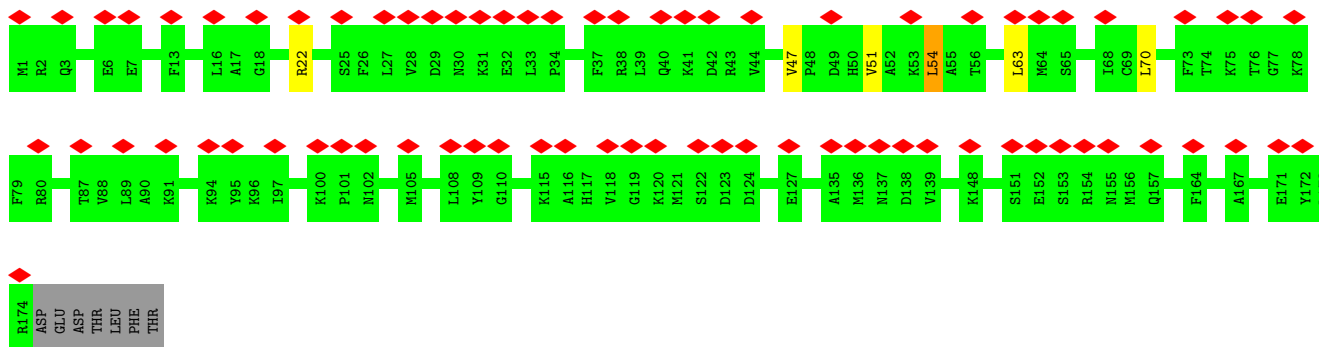 M1 R2 Q3 E6 E7 F13 L16 A17 G18 R22 S25 F26 L27 V28 D29 N30 K31 E32 L33 P34 F37 R38 L39 Q40 K41 D42 R43 V44 V47 P48 D49 H50 V51 A52 K53 L54 A55 T56 L63 M64 S65 I68 C69 L70 F73 T74 K75 T76 G77 K78
F79 R80 T87 V88 L89 A90 K91 K94 Y95 K96 I97 K100 P101 N102 M105 L108 Y109 G110 K115 A116 H117 V118 G119 K120 M121 S122 D123 D124 E127 A135 M136 N137 D138 V139 K148 S151 E152 S153 R154 N155 M156 Q157 F164 A167 E171 Y172
R174 ASP GLU ASP THR LEU PHE THR